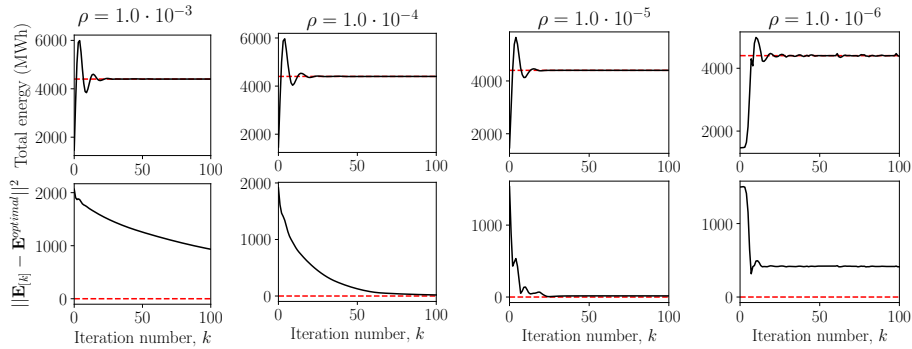 ρ = 1.0 · 10⁻³
ρ = 1.0 · 10⁻⁴
ρ = 1.0 · 10⁻⁵
ρ = 1.0 · 10⁻⁶
Total energy (MWh)
6000
4000
2000
0 50 100
6000
4000
2000
0 50 100
4000
2000
0 50 100
4000
2000
0 50 100
||E[k] − E^optimal||²
2000
1000
0
0 50 100
Iteration number, k
2000
1000
0
0 50 100
Iteration number, k
1000
0
0 50 100
Iteration number, k
1000
0
0 50 100
Iteration number, k